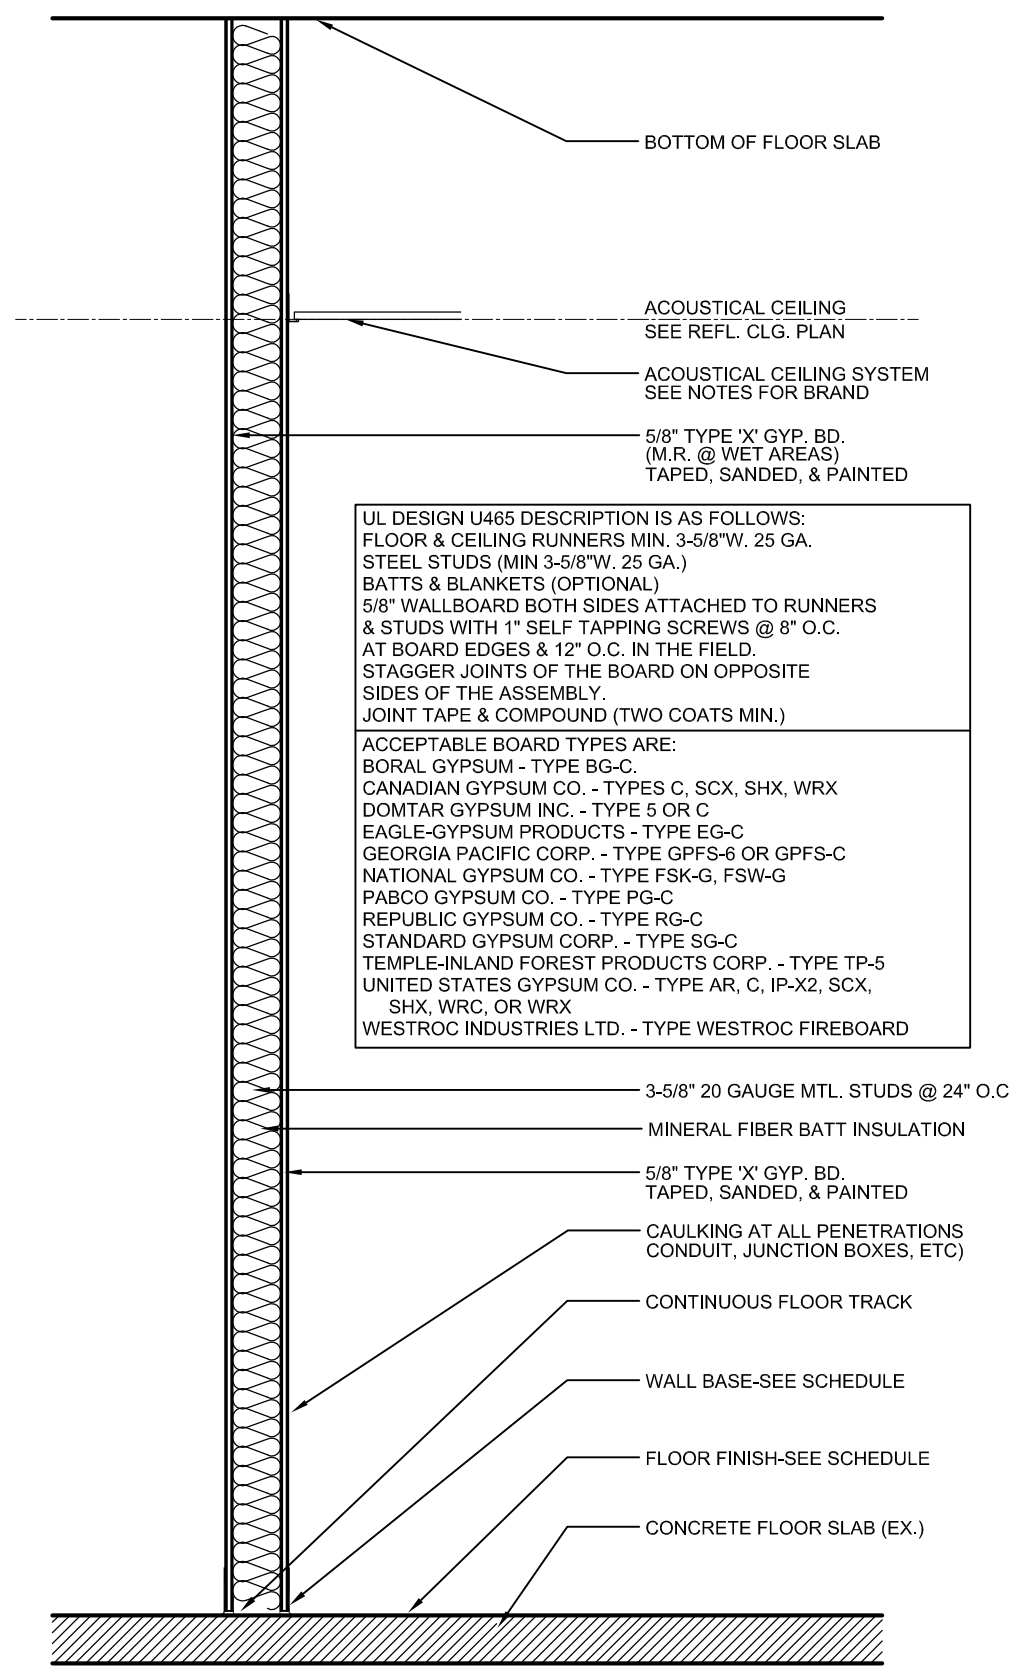 BOTTOM OF FLOOR SLAB
ACOUSTICAL CEILING
SEE REFL. CLG. PLAN
ACOUSTICAL CEILING SYSTEM
SEE NOTES FOR BRAND
5/8" TYPE 'X' GYP. BD.
(M.R. @ WET AREAS)
TAPED, SANDED, & PAINTED
UL DESIGN U465 DESCRIPTION IS AS FOLLOWS:
FLOOR & CEILING RUNNERS MIN. 3-5/8"W. 25 GA.
STEEL STUDS (MIN 3-5/8"W. 25 GA.)
BATTS & BLANKETS (OPTIONAL)
5/8" WALLBOARD BOTH SIDES ATTACHED TO RUNNERS
& STUDS WITH 1" SELF TAPPING SCREWS @ 8" O.C.
AT BOARD EDGES & 12" O.C. IN THE FIELD.
STAGGER JOINTS OF THE BOARD ON OPPOSITE
SIDES OF THE ASSEMBLY.
JOINT TAPE & COMPOUND (TWO COATS MIN.)
ACCEPTABLE BOARD TYPES ARE:
BORAL GYPSUM - TYPE BG-C.
CANADIAN GYPSUM CO. - TYPES C, SCX, SHX, WRX
DOMTAR GYPSUM INC. - TYPE 5 OR C
EAGLE-GYPSUM PRODUCTS - TYPE EG-C
GEORGIA PACIFIC CORP. - TYPE GPFS-6 OR GPFS-C
NATIONAL GYPSUM CO. - TYPE FSK-G, FSW-G
PABCO GYPSUM CO. - TYPE PG-C
REPUBLIC GYPSUM CO. - TYPE RG-C
STANDARD GYPSUM CORP. - TYPE SG-C
TEMPLE-INLAND FOREST PRODUCTS CORP. - TYPE TP-5
UNITED STATES GYPSUM CO. - TYPE AR, C, IP-X2, SCX,
SHX, WRC, OR WRX
WESTROC INDUSTRIES LTD. - TYPE WESTROC FIREBOARD
3-5/8" 20 GAUGE MTL. STUDS @ 24" O.C
MINERAL FIBER BATT INSULATION
5/8" TYPE 'X' GYP. BD.
TAPED, SANDED, & PAINTED
CAULKING AT ALL PENETRATIONS
CONDUIT, JUNCTION BOXES, ETC)
CONTINUOUS FLOOR TRACK
WALL BASE-SEE SCHEDULE
FLOOR FINISH-SEE SCHEDULE
CONCRETE FLOOR SLAB (EX.)